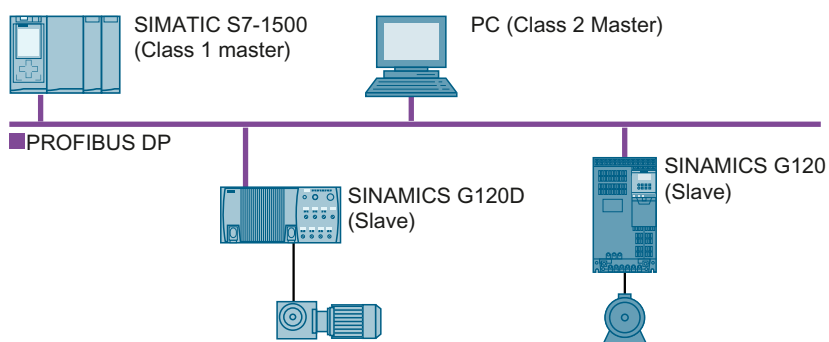 SIMATIC S7-1500
(Class 1 master)
PC (Class 2 Master)
PROFIBUS DP
SINAMICS G120D
(Slave)
SINAMICS G120
(Slave)